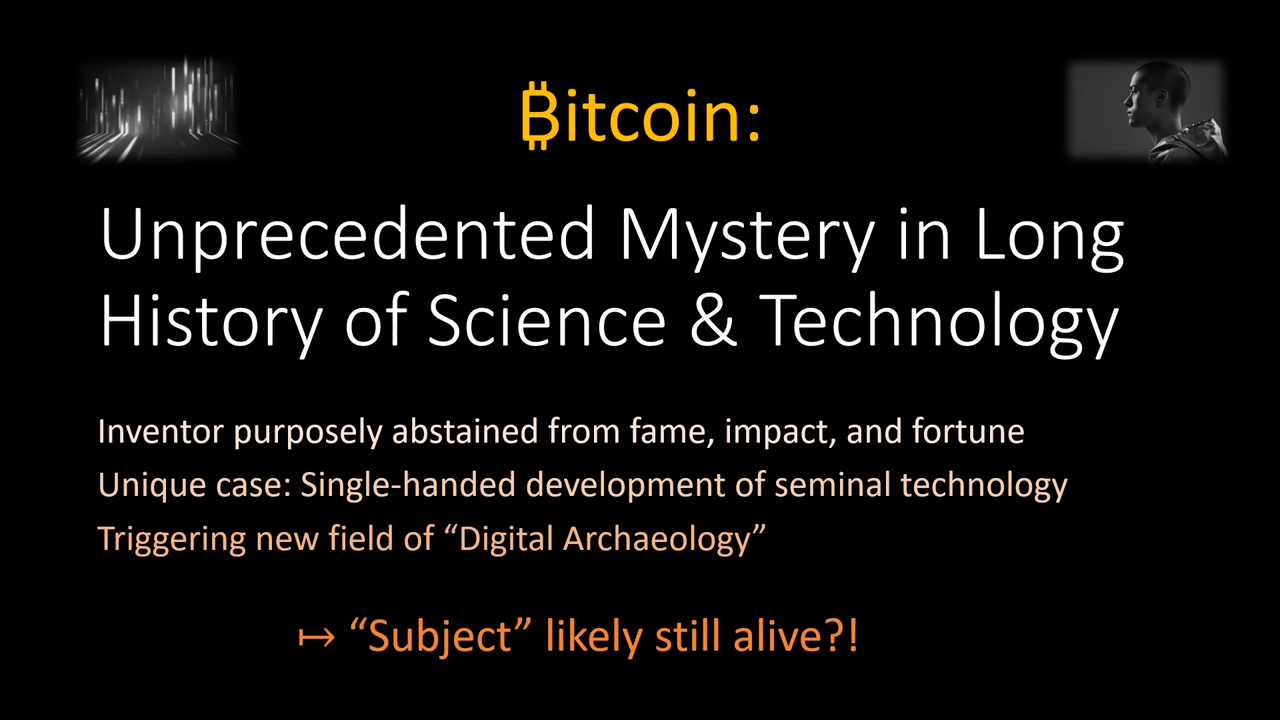 ₿itcoin:
Unprecedented Mystery in Long
History of Science & Technology
Inventor purposely abstained from fame, impact, and fortune
Unique case: Single-handed development of seminal technology
Triggering new field of “Digital Archaeology”
↦ “Subject” likely still alive?!